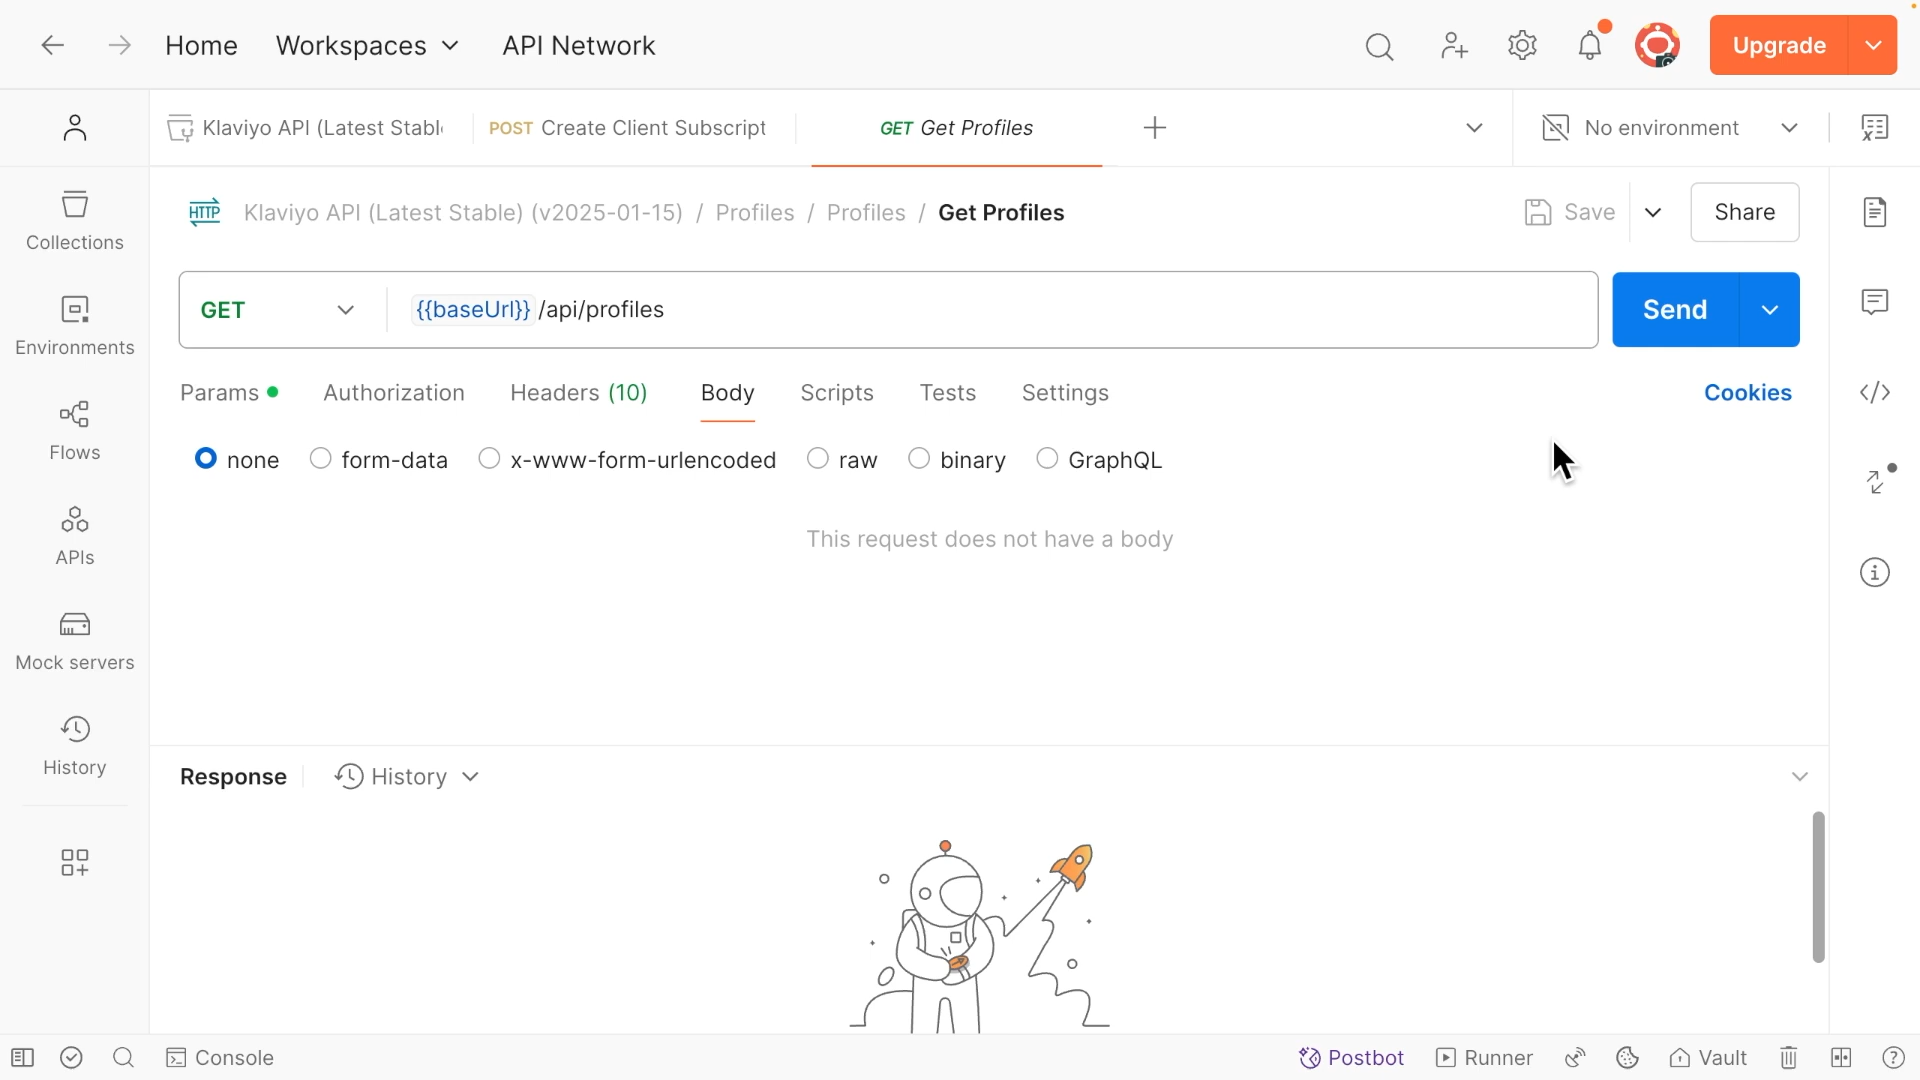 Home Workspaces API Network Upgrade
Klaviyo API (Latest Stabl POST Create Client Subscript GET Get Profiles No environment
HTTP Klaviyo API (Latest Stable) (v2025-01-15) / Profiles / Profiles / Get Profiles Save Share
Collections
GET {{baseUrl}} /api/profiles Send
Environments
Params Authorization Headers (10) Body Scripts Tests Settings Cookies
Flows
none form-data x-www-form-urlencoded raw binary GraphQL
This request does not have a body
APIs
Mock servers
History
Response History
Console Postbot Runner Vault